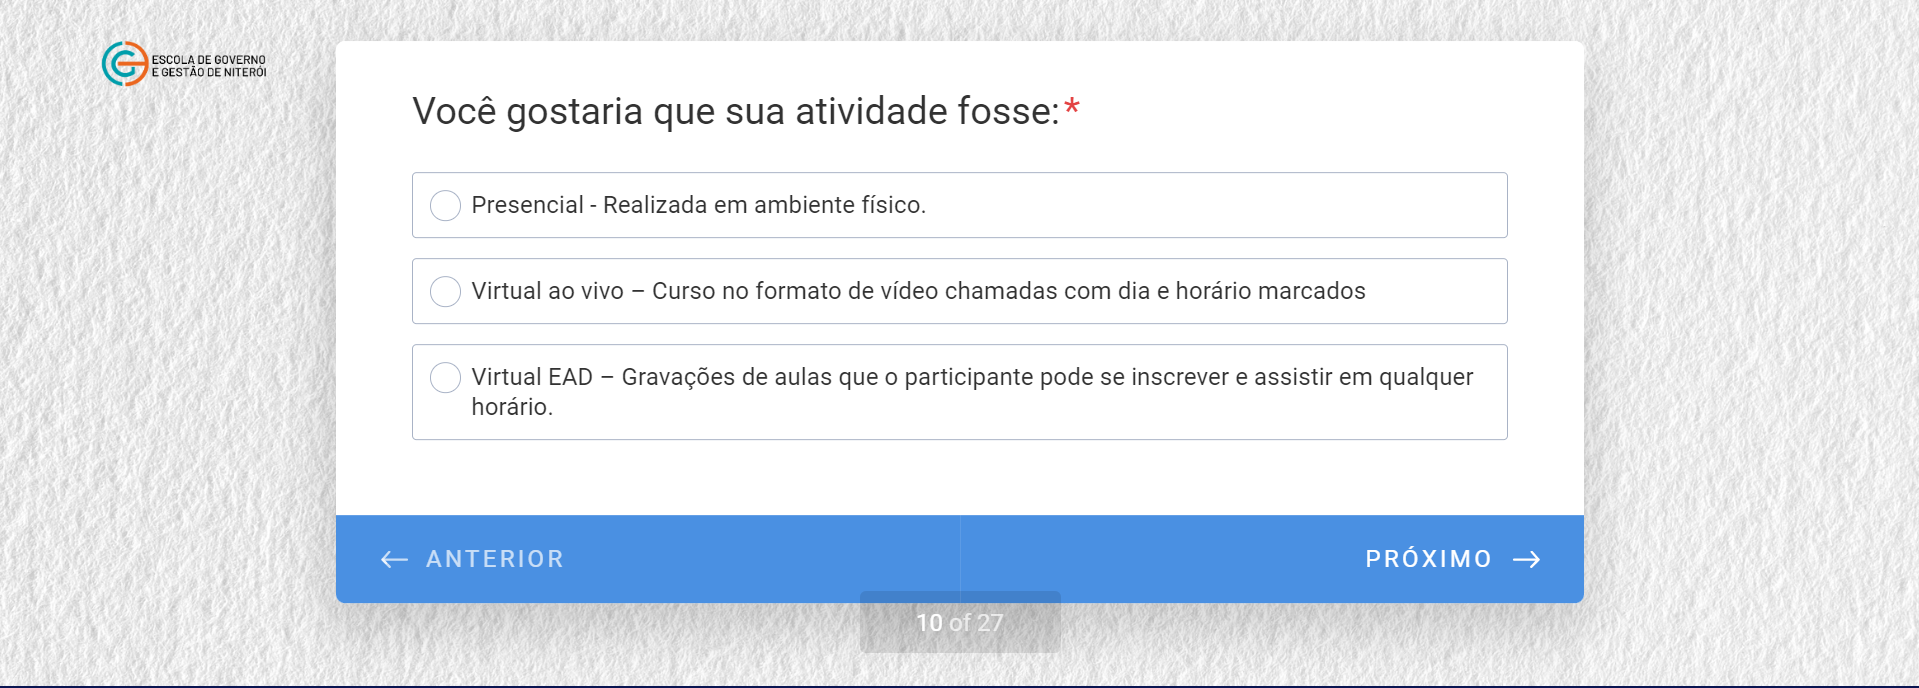 ESCOLA DE GOVERNO
E GESTÃO DE NITERÓI
Você gostaria que sua atividade fosse:*
Presencial - Realizada em ambiente físico.
Virtual ao vivo – Curso no formato de vídeo chamadas com dia e horário marcados
Virtual EAD – Gravações de aulas que o participante pode se inscrever e assistir em qualquer
horário.
ANTERIOR
PRÓXIMO
10 of 27